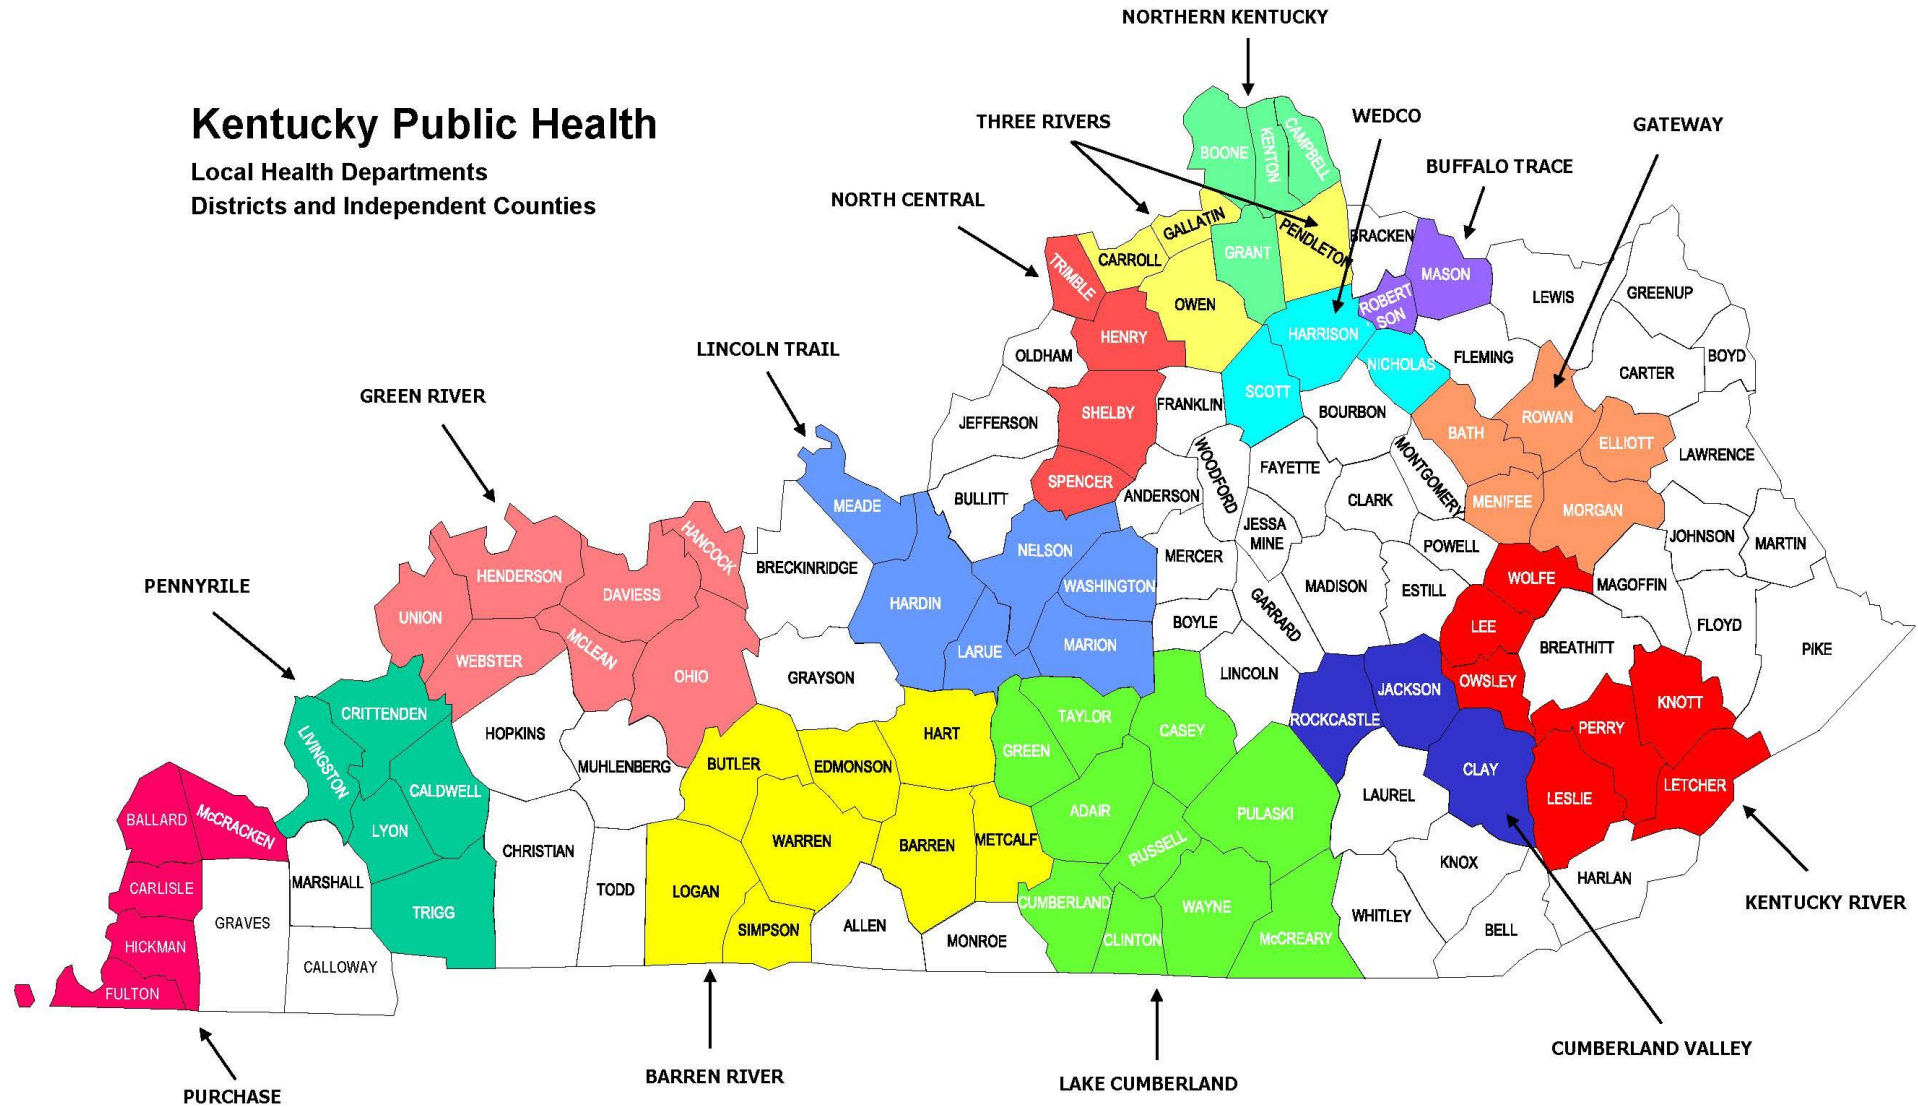 NORTHERN KENTUCKY
Kentucky Public Health
Local Health Departments
Districts and Independent Counties
THREE RIVERS
WEDCO
GATEWAY
BUFFALO TRACE
NORTH CENTRAL
LINCOLN TRAIL
GREEN RIVER
PENNYRILE
BOONE
KENTON
CAMPBELL
GALLATIN
PENDLETON
BRACKEN
CARROLL
GRANT
TRIMBLE
MASON
ROBERT
SON
LEWIS
GREENUP
OWEN
HENRY
HARRISON
OLDHAM
FLEMING
BOYD
NICHOLAS
CARTER
SCOTT
SHELBY
FRANKLIN
BOURBON
ROWAN
JEFFERSON
BATH
ELLIOTT
LAWRENCE
WOODFORD
FAYETTE
MONTGOMERY
SPENCER
ANDERSON
BULLITT
CLARK
MENIFEE
MORGAN
MEADE
JESSA
MINE
HANCOCK
NELSON
MERCER
POWELL
JOHNSON
MARTIN
BRECKINRIDGE
HENDERSON
WASHINGTON
MADISON
ESTILL
WOLFE
MAGOFFIN
DAVIESS
HARDIN
UNION
BOYLE
GARRARD
LEE
FLOYD
MCLEAN
LARUE
MARION
BREATHITT
PIKE
WEBSTER
OHIO
GRAYSON
LINCOLN
JACKSON
OWSLEY
KNOTT
CRITTENDEN
TAYLOR
ROCKCASTLE
HOPKINS
HART
CASEY
PERRY
GREEN
LIVINGSTON
MUHLENBERG
BUTLER
EDMONSON
CLAY
CALDWELL
LAUREL
LESLIE
LETCHER
BALLARD
McCRACKEN
LYON
ADAIR
PULASKI
CHRISTIAN
WARREN
BARREN
METCALF
RUSSELL
KNOX
MARSHALL
CARLISLE
TODD
LOGAN
HARLAN
TRIGG
CUMBERLAND
WAYNE
WHITLEY
GRAVES
SIMPSON
ALLEN
BELL
HICKMAN
MONROE
CLINTON
McCREARY
CALLOWAY
FULTON
KENTUCKY RIVER
CUMBERLAND VALLEY
BARREN RIVER
LAKE CUMBERLAND
PURCHASE